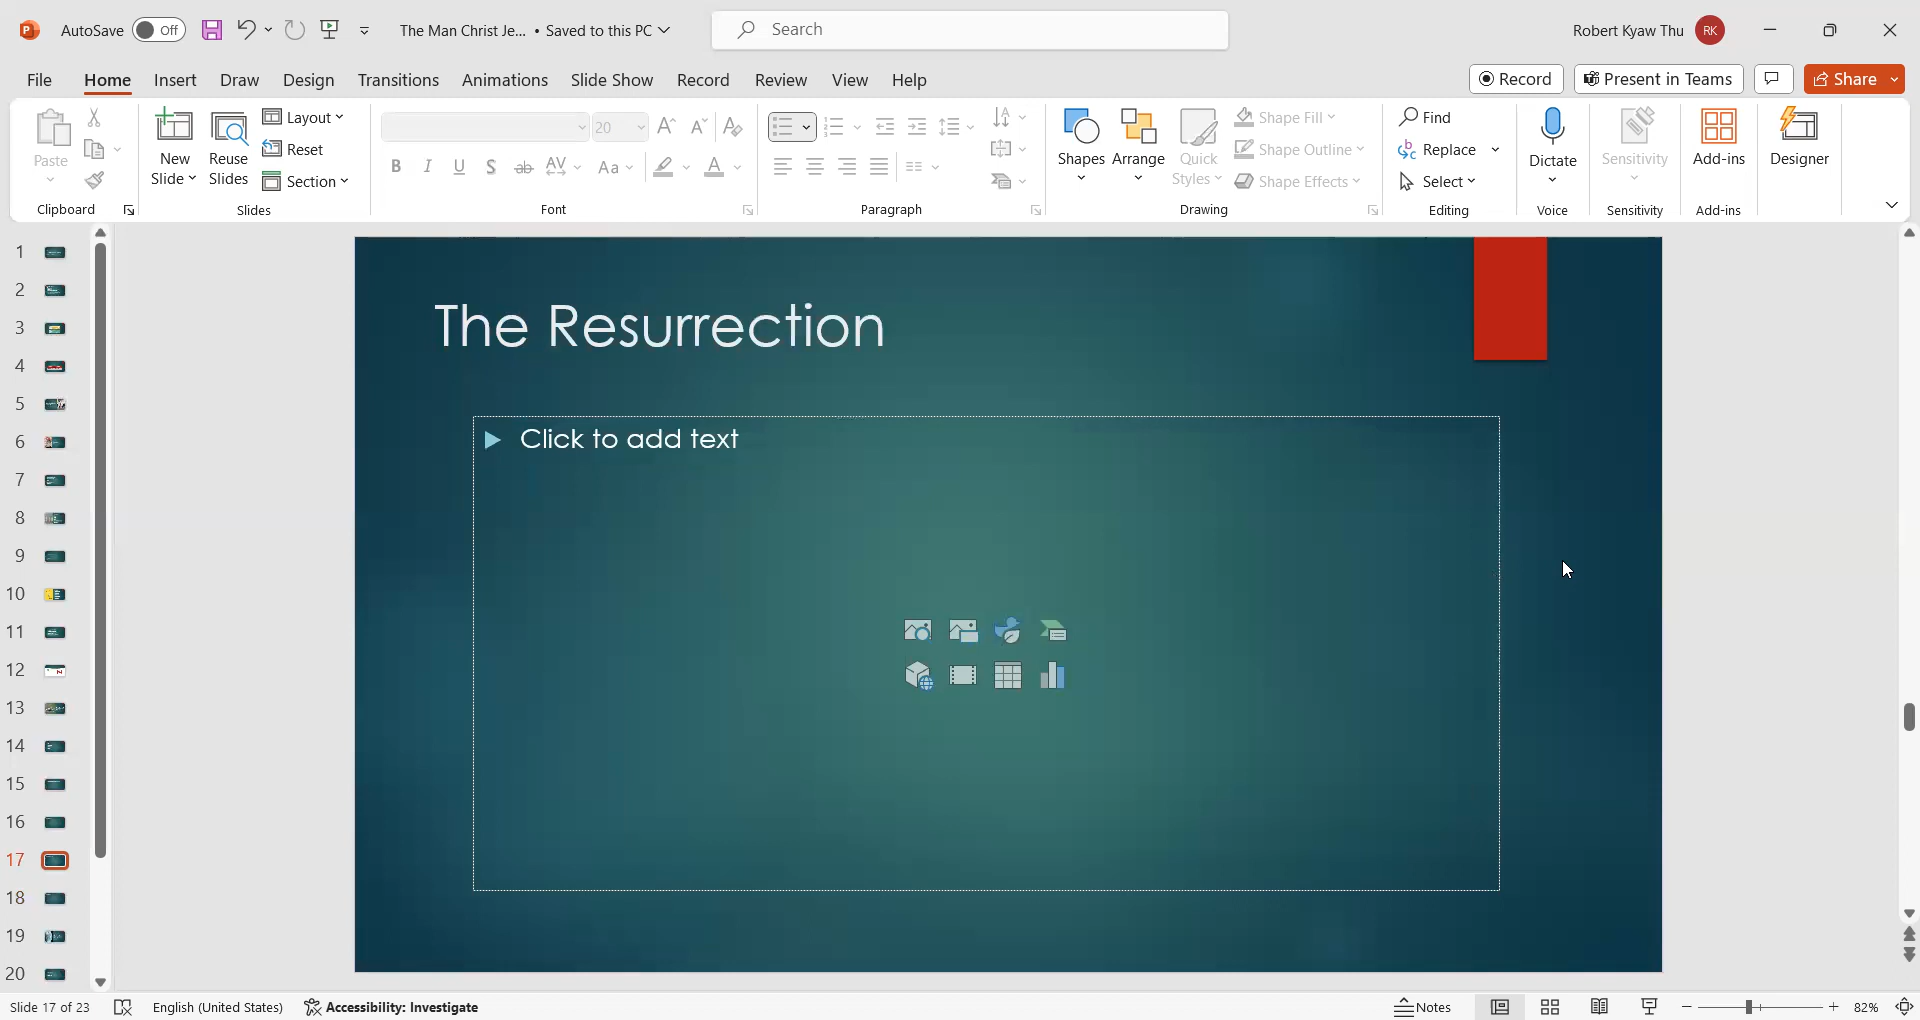 AutoSave Off The Man Christ Je... • Saved to this PC Search Robert Kyaw Thu RK
File Home Insert Draw Design Transitions Animations Slide Show Record Review View Help Record Present in Teams Share
Paste
Clipboard
New Slide
Reuse Slides
Layout
Reset
Section
Slides
20
B I U S ab AV Aa A
Font
Paragraph
Shapes
Arrange
Quick Styles
Shape Fill
Shape Outline
Shape Effects
Drawing
Find
Replace
Select
Editing
Dictate
Voice
Sensitivity
Sensitivity
Add-ins
Add-ins
Designer
1
2
3
4
5
6
7
8
9
10
11
12
13
14
15
16
17
18
19
20
The Resurrection
Click to add text
Slide 17 of 23 English (United States) Accessibility: Investigate Notes 82%